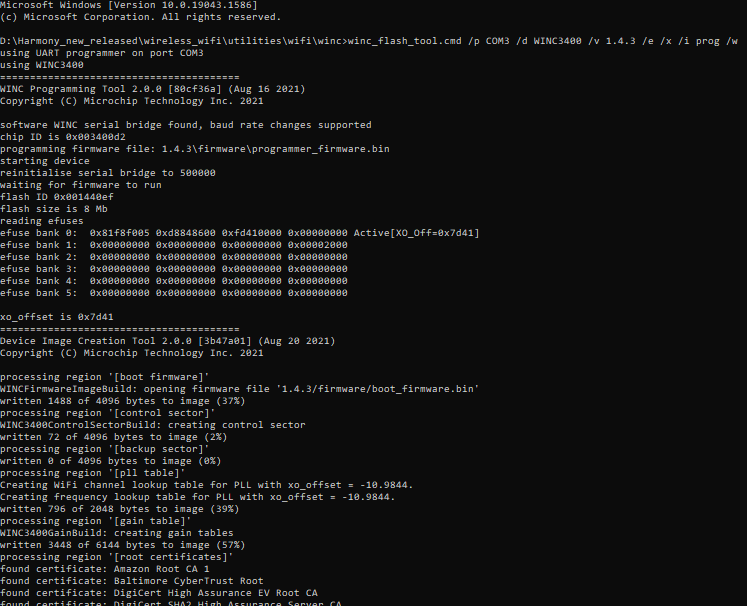 Microsoft Windows [Version 10.0.19043.1586]
(c) Microsoft Corporation. All rights reserved.
D:\Harmony_new_released\wireless_wifi\utilities\wifi\winc>winc_flash_tool.cmd /p COM3 /d WINC3400 /v 1.4.3 /e /x /i prog /w
using UART programmer on port COM3
using WINC3400
========================================
WINC Programming Tool 2.0.0 [80cf36a] (Aug 16 2021)
Copyright (C) Microchip Technology Inc. 2021
software WINC serial bridge found, baud rate changes supported
chip ID is 0x003400d2
programming firmware file: 1.4.3\firmware\programmer_firmware.bin
starting device
reinitialise serial bridge to 500000
waiting for firmware to run
flash ID 0x001440ef
flash size is 8 Mb
reading efuses
efuse bank 0:  0x81f8f005 0xd8848600 0xfd410000 0x00000000 Active[XO_Off=0x7d41]
efuse bank 1:  0x00000000 0x00000000 0x00000000 0x00002000
efuse bank 2:  0x00000000 0x00000000 0x00000000 0x00000000
efuse bank 3:  0x00000000 0x00000000 0x00000000 0x00000000
efuse bank 4:  0x00000000 0x00000000 0x00000000 0x00000000
efuse bank 5:  0x00000000 0x00000000 0x00000000 0x00000000
xo_offset is 0x7d41
========================================
Device Image Creation Tool 2.0.0 [3b47a01] (Aug 20 2021)
Copyright (C) Microchip Technology Inc. 2021
processing region '[boot firmware]'
WINCFirmwareImageBuild: opening firmware file '1.4.3/firmware/boot_firmware.bin'
written 1488 of 4096 bytes to image (37%)
processing region '[control sector]'
WINC3400ControlSectorBuild: creating control sector
written 72 of 4096 bytes to image (2%)
processing region '[backup sector]'
written 0 of 4096 bytes to image (0%)
processing region '[pll table]'
Creating WiFi channel lookup table for PLL with xo_offset = -10.9844.
Creating frequency lookup table for PLL with xo_offset = -10.9844.
written 796 of 2048 bytes to image (39%)
processing region '[gain table]'
WINC3400GainBuild: creating gain tables
written 3448 of 6144 bytes to image (57%)
processing region '[root certificates]'
found certificate: Amazon Root CA 1
found certificate: Baltimore CyberTrust Root
found certificate: DigiCert High Assurance EV Root CA
found certificate: DigiCert SHA2 High Assurance Server CA